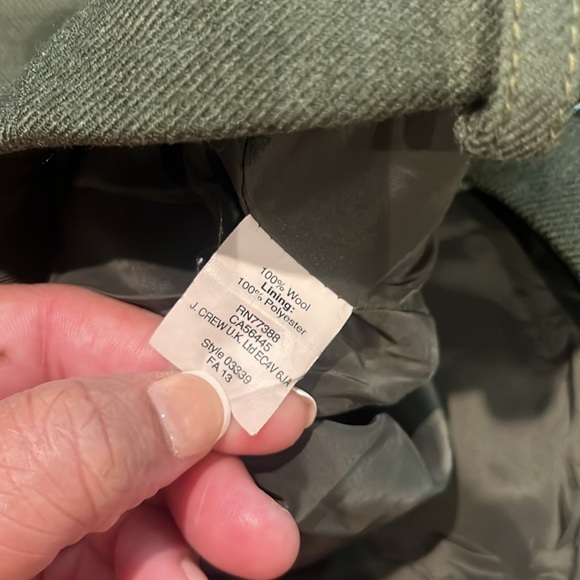 100% Wool
Lining:
100% Polyester
RN77388
CA56445
J. CREW U.K. Ltd EC4V 6JA
Style 03339
FA 13